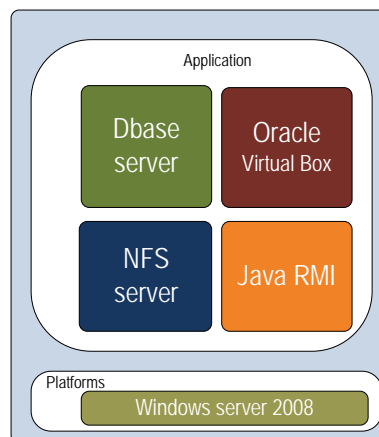 Application
Dbase
server
Oracle
Virtual Box
NFS
server
Java RMI
Platforms
Windows server 2008